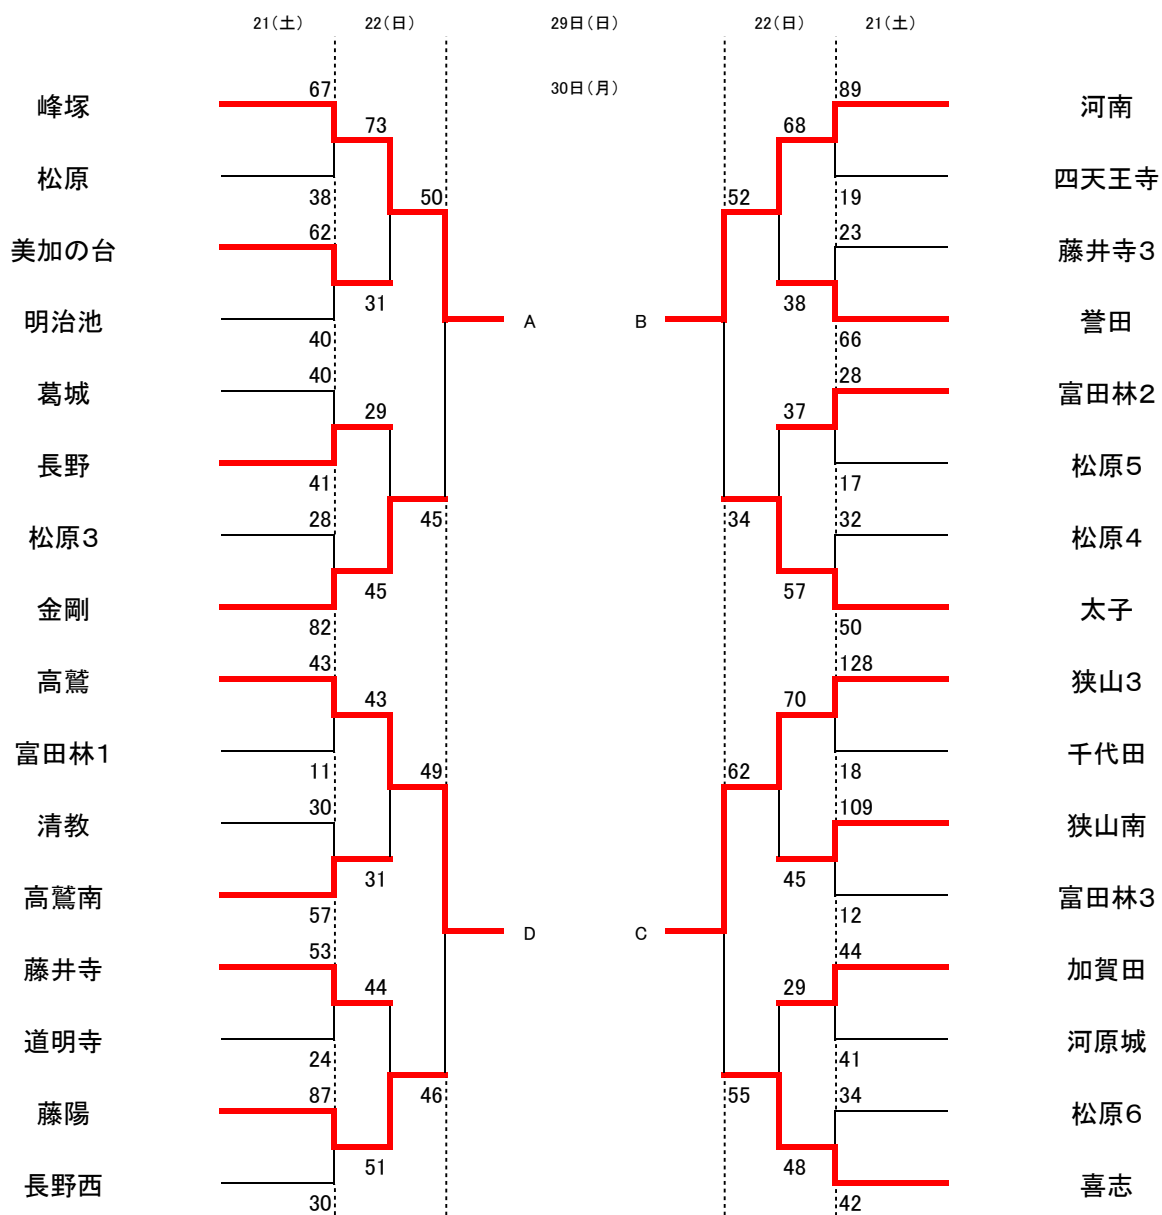 21(土) 22(日) 29日(日) 22(日) 21(土)
30日(月)
67 89
峰塚 河南
73 68
松原 四天王寺
38 50 52 19
62 23
美加の台 藤井寺3
31 38
明治池 A B 誉田
40 66
40 28
葛城 富田林2
29 37
長野 松原5
41 17
28 45 34 32
松原3 松原4
45 57
金剛 太子
82 50
43 128
高鷲 狭山3
43 70
富田林1 千代田
11 49 62 18
30 109
清教 狭山南
31 45
高鷲南 富田林3
57 12
D C
53 44
藤井寺 加賀田
44 29
道明寺 河原城
24 41
87 46 55 34
藤陽 松原6
51 48
長野西 喜志
30 42